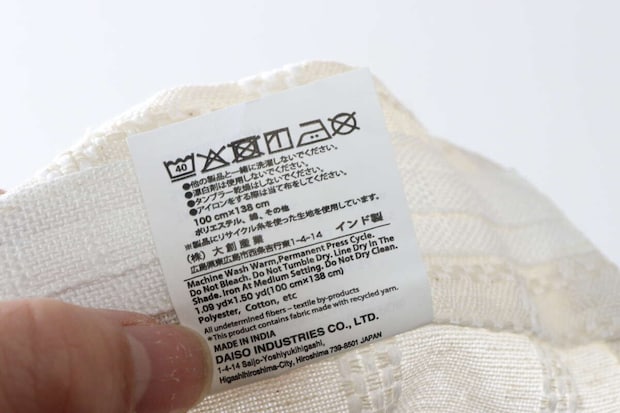 40
●他の製品と一緒に洗濯しないでください。
●漂白剤は使用しないでください。
●タンブラー乾燥はしないでください。
●アイロンをする際は当て布をしてください。
100 cm×138 cm
ポリエステル、綿、その他
※製品にリサイクル糸を使った生地を使用しています。
(株) 大創産業 インド製
広島県東広島市西条吉行東1-4-14
Machine Wash Warm,Permanent Press Cycle.
Do Not Bleach. Do Not Tumble Dry. Line Dry In The
Shade. Iron At Medium Setting. Do Not Dry Clean.
1.09 yd×1.50 yd(100 cm×138 cm)
Polyester, Cotton, etc
All undetermined fibers – textile by-products
●This product contains fabric made with recycled yarn.
MADE IN INDIA
DAISO INDUSTRIES CO., LTD.
1-4-14 Saijo-Yoshiyukihigashi,
Higashihiroshima-City, Hiroshima 739-8501 JAPAN